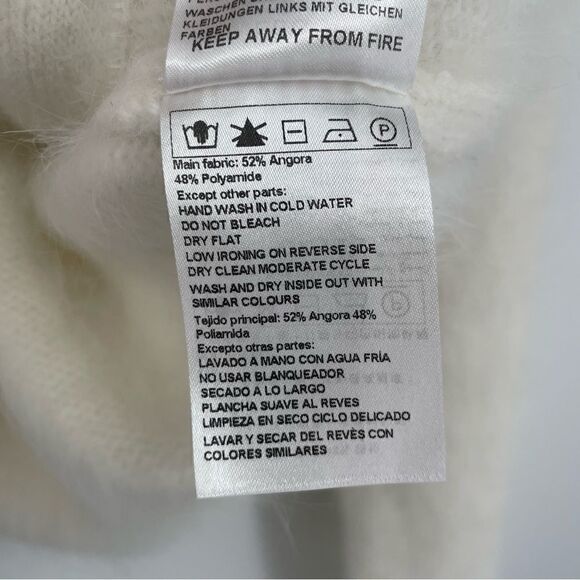 WASCHEN
KLEIDUNGEN LINKS MIT GLEICHEN
FARBEN
KEEP AWAY FROM FIRE
P
Main fabric: 52% Angora
48% Polyamide
Except other parts:
HAND WASH IN COLD WATER
DO NOT BLEACH
DRY FLAT
LOW IRONING ON REVERSE SIDE
DRY CLEAN MODERATE CYCLE
WASH AND DRY INSIDE OUT WITH
SIMILAR COLOURS
Tejido principal: 52% Angora 48%
Poliamida
Excepto otras partes:
LAVADO A MANO CON AGUA FRÍA
NO USAR BLANQUEADOR
SECADO A LO LARGO
PLANCHA SUAVE AL REVES
LIMPIEZA EN SECO CICLO DELICADO
LAVAR Y SECAR DEL REVÈS CON
COLORES SIMILARES